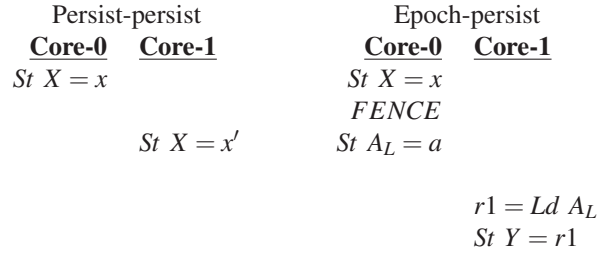 Persist-persist Epoch-persist
Core-0 Core-1 Core-0 Core-1
St X = x St X = x
FENCE
St X = x′ St A_L = a
r1 = Ld A_L
St Y = r1